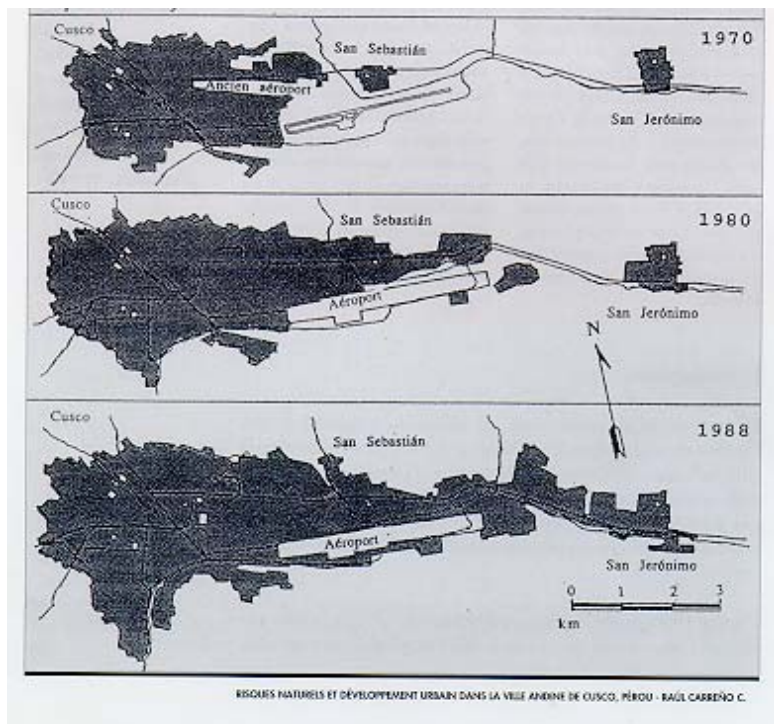 Cusco
San Sebastián
1970
Ancien aéroport
San Jerónimo
Cusco
San Sebastián
1980
Aéroport
San Jerónimo
N
Cusco
1988
San Sebastián
Aéroport
San Jerónimo
0 1 2 3
km
RISQUES NATURELS ET DÉVELOPPEMENT URBAIN DANS LA VILLE ANDINE DE CUSCO, PÉROU - RAÚL CARREÑO C.